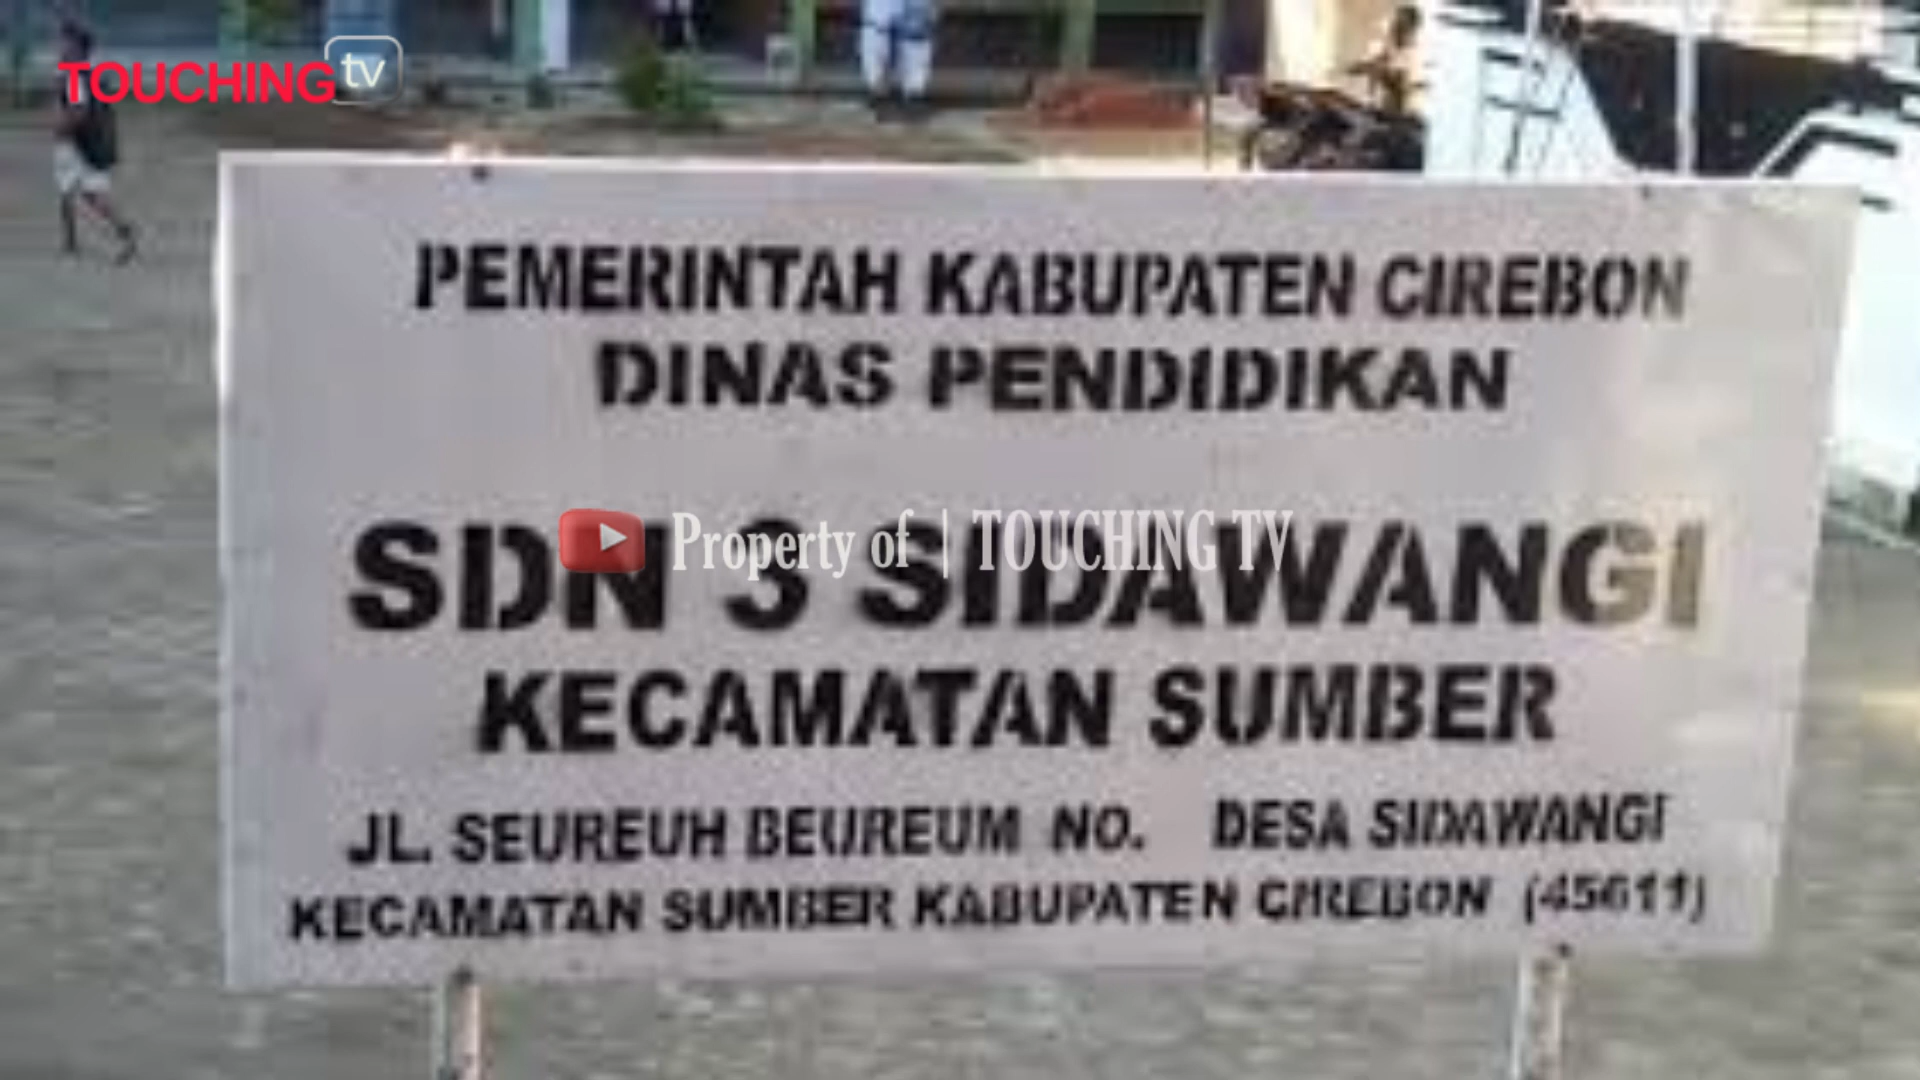 TOUCHING tv
PEMERINTAH KABUPATEN CIREBON
DINAS PENDIDIKAN
Property of | TOUCHING TV
SDN 3 SIDAWANGI
KECAMATAN SUMBER
JL. SEUREUH BEUREUM NO. DESA SIDAWANGI
KECAMATAN SUMBER KABUPATEN CIREBON (45611)